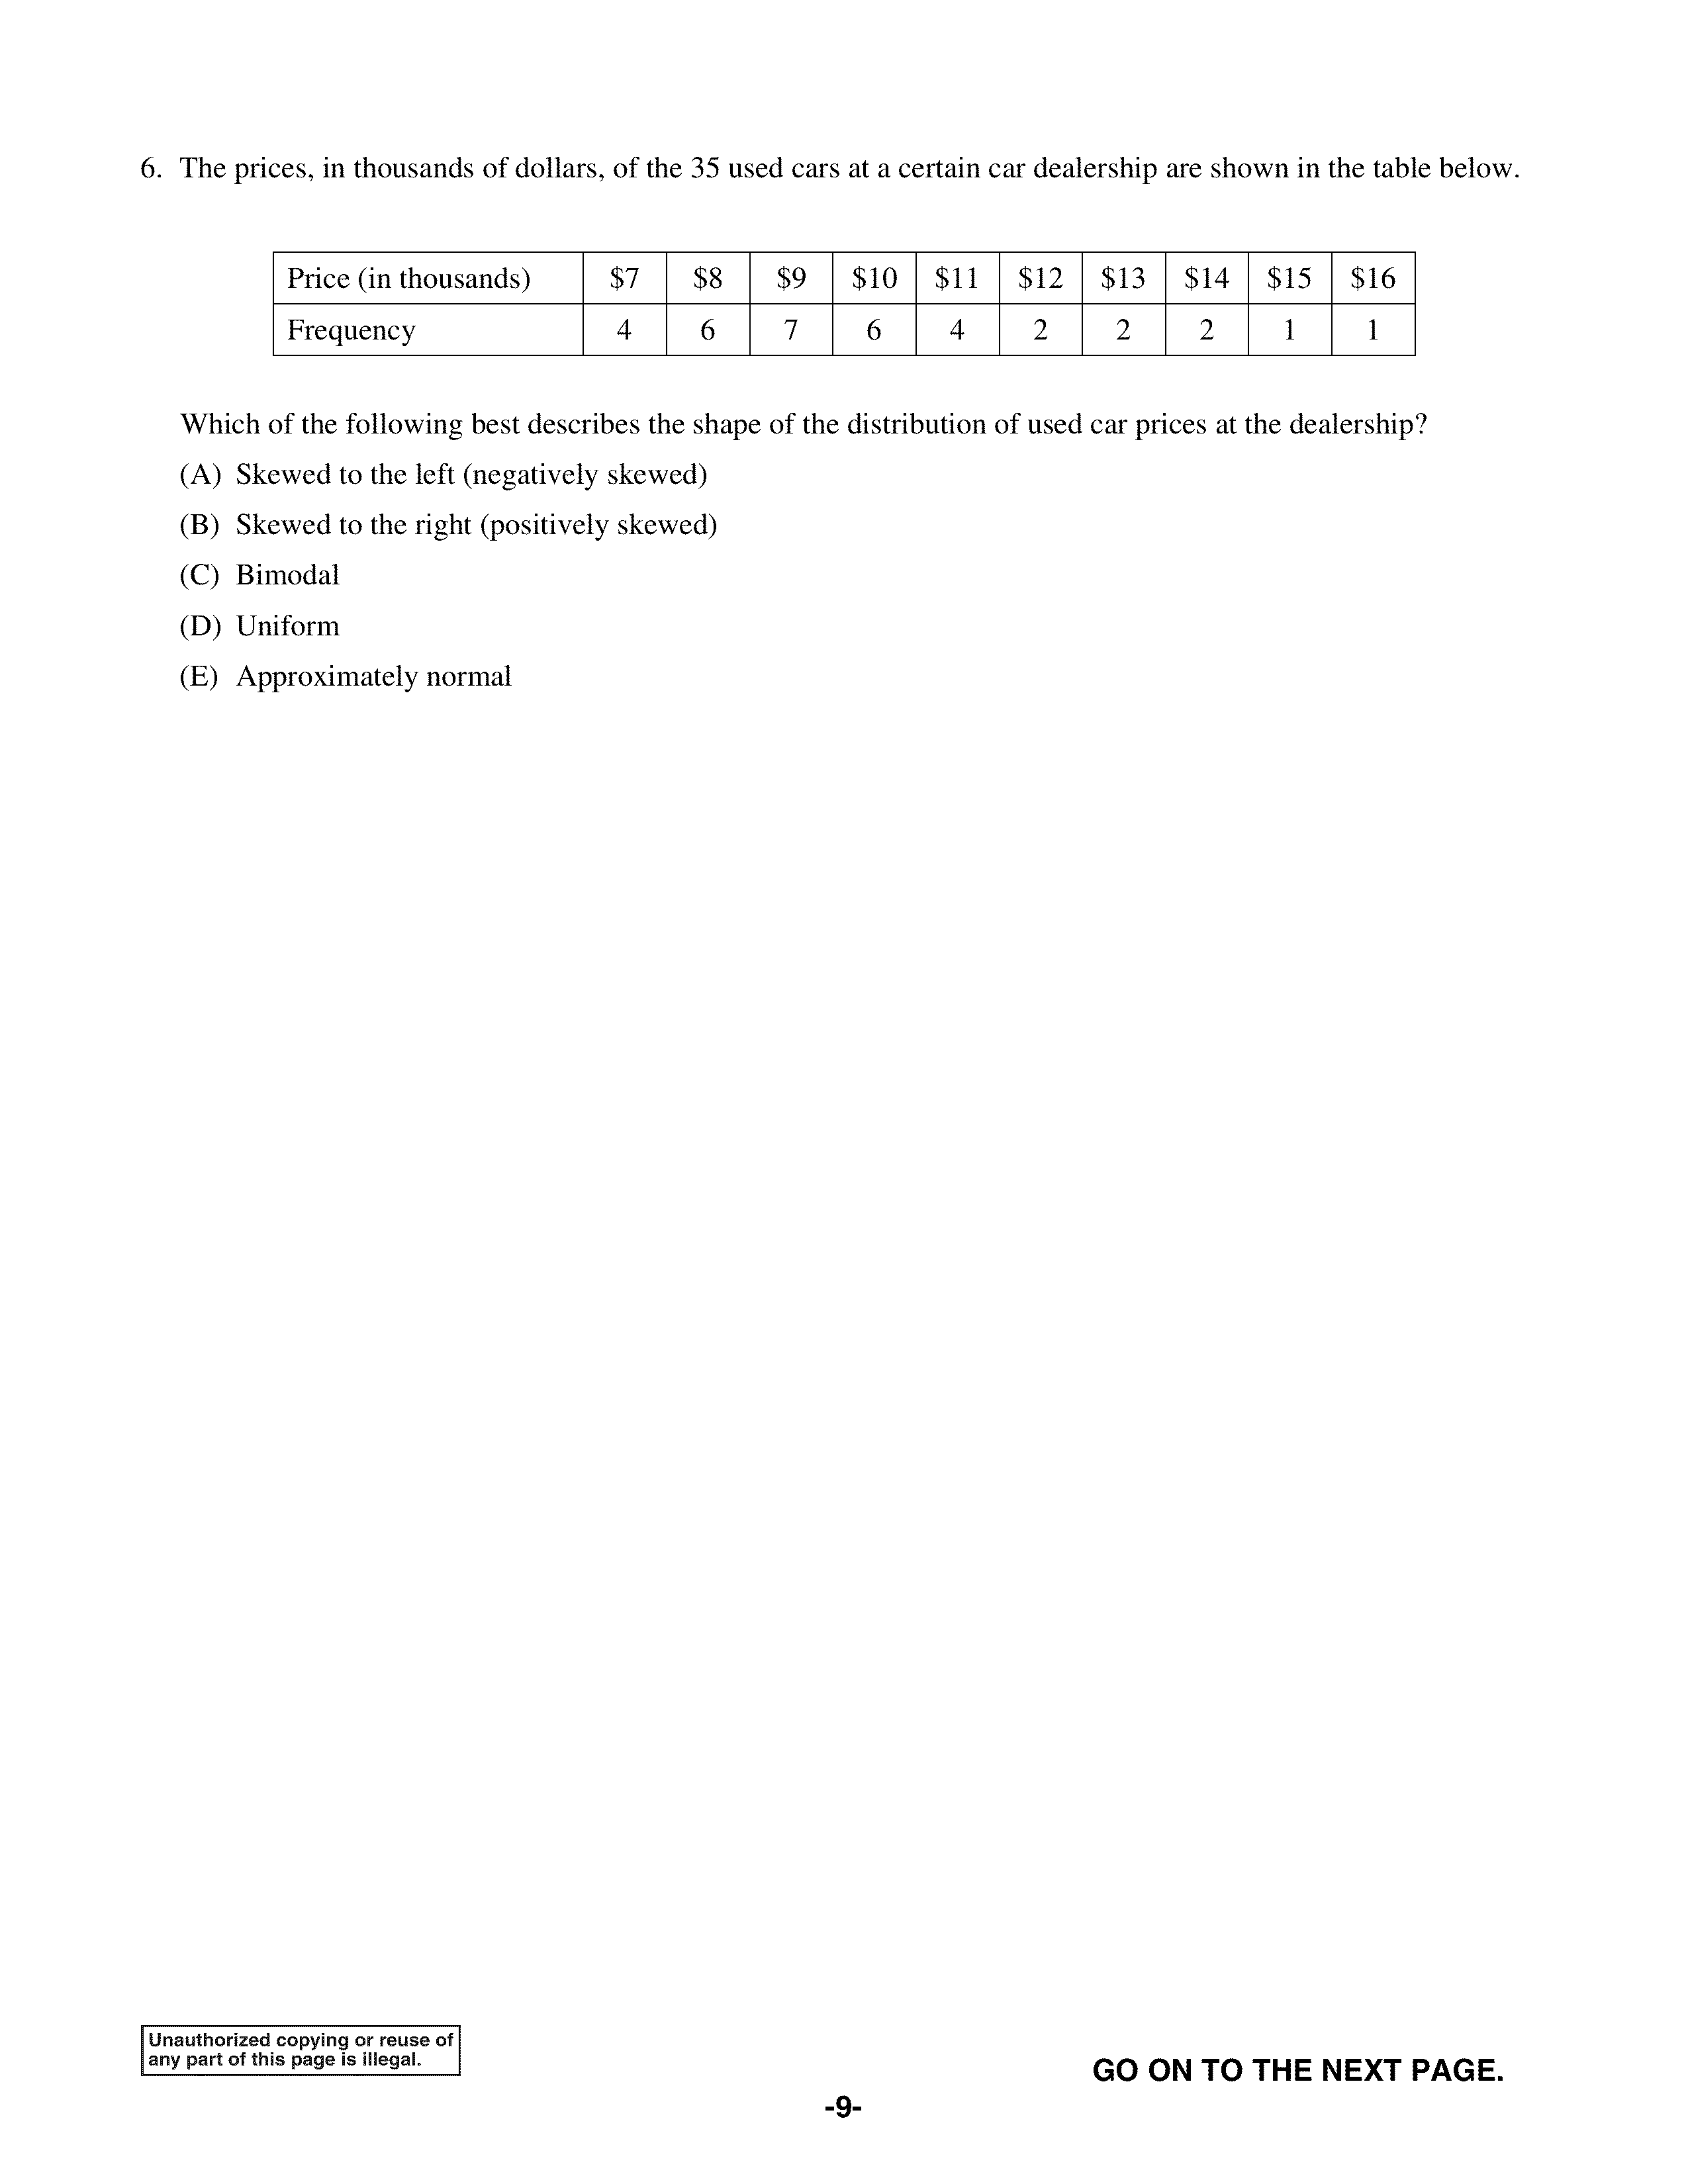 6. The prices, in thousands of dollars, of the 35 used cars at a certain car dealership are shown in the table below.
Price (in thousands) $7 $8 $9 $10 $11 $12 $13 $14 $15 $16
Frequency 4 6 7 6 4 2 2 2 1 1
Which of the following best describes the shape of the distribution of used car prices at the dealership?
(A) Skewed to the left (negatively skewed)
(B) Skewed to the right (positively skewed)
(C) Bimodal
(D) Uniform
(E) Approximately normal
Unauthorized copying or reuse of
any part of this page is illegal.
GO ON TO THE NEXT PAGE.
-9-